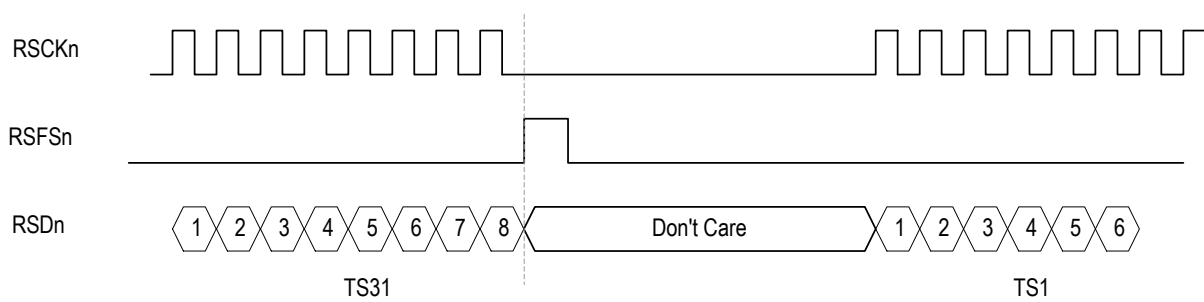 RSCKn
RSFSn
RSDn 1 2 3 4 5 6 7 8 Don't Care 1 2 3 4 5 6
TS31 TS1